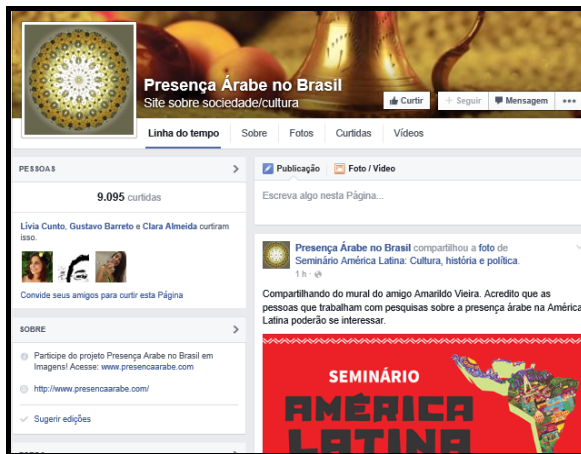 Presença Árabe no Brasil
Site sobre sociedade/cultura
Curtir
Seguir
Mensagem
Linha do tempo
Sobre
Fotos
Curtidas
Vídeos
PESSOAS
9.095 curtidas
Lívia Cunto, Gustavo Barreto e Clara Almeida curtiram
isso.
Convide seus amigos para curtir esta Página
SOBRE
Participe do projeto Presença Arabe no Brasil em
Imagens! Acesse: www.presencaarabe.com
http://www.presencaarabe.com/
Sugerir edições
Publicação
Foto / Vídeo
Escreva algo nesta Página...
Presença Árabe no Brasil compartilhou a foto de
Seminário América Latina: Cultura, história e política.
1 h ·
Compartilhando do mural do amigo Amarildo Vieira. Acredito que as
pessoas que trabalham com pesquisas sobre a presença árabe na América
Latina poderão se interessar.
SEMINÁRIO
AMÉRICA
LATINA